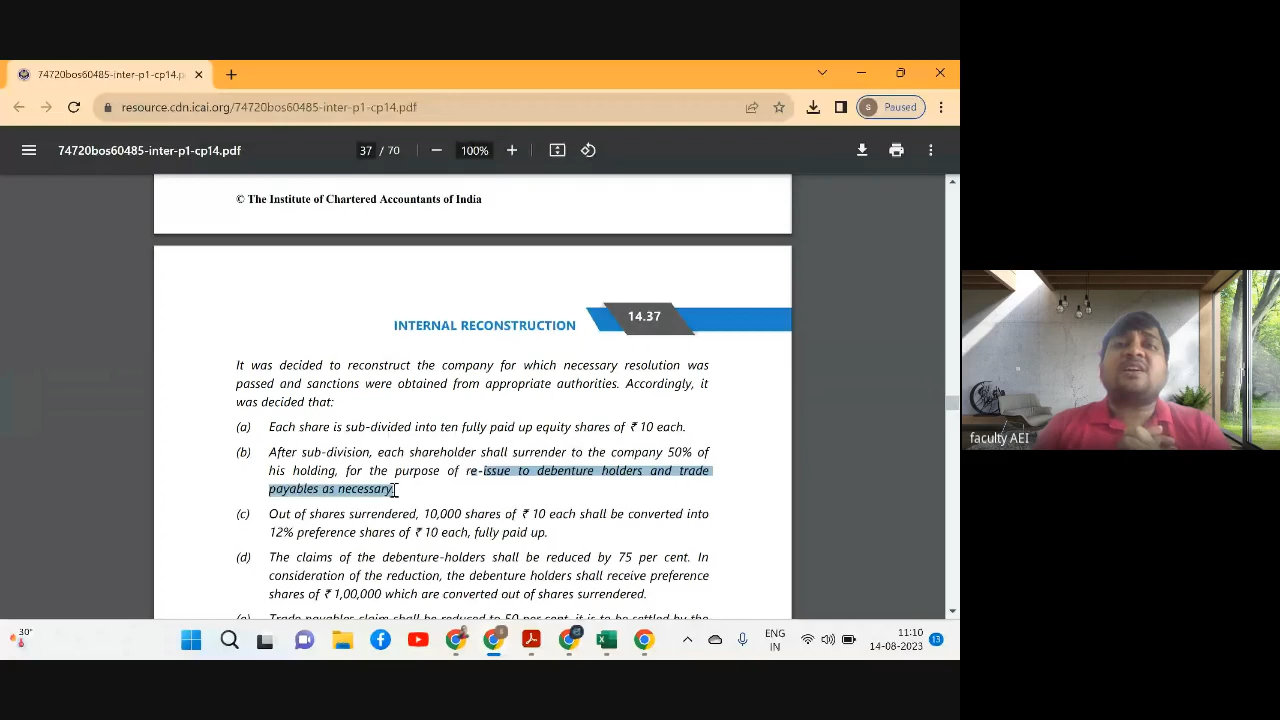 74720bos60485-inter-p1-cp14.p
resource.cdn.icai.org/74720bos60485-inter-p1-cp14.pdf
S Paused
74720bos60485-inter-p1-cp14.pdf
37 / 70
100%
© The Institute of Chartered Accountants of India
INTERNAL RECONSTRUCTION
14.37
It was decided to reconstruct the company for which necessary resolution was
passed and sanctions were obtained from appropriate authorities. Accordingly, it
was decided that:
(a) Each share is sub-divided into ten fully paid up equity shares of ₹ 10 each.
(b) After sub-division, each shareholder shall surrender to the company 50% of
his holding, for the purpose of re-issue to debenture holders and trade
payables as necessary.
(c) Out of shares surrendered, 10,000 shares of ₹ 10 each shall be converted into
12% preference shares of ₹ 10 each, fully paid up.
(d) The claims of the debenture-holders shall be reduced by 75 per cent. In
consideration of the reduction, the debenture holders shall receive preference
shares of ₹ 1,00,000 which are converted out of shares surrendered.
Trade payables claim shall be reduced to 50 per cent, it is to be settled by the
faculty AEI
30°
ENG
IN
11:10
14-08-2023
13